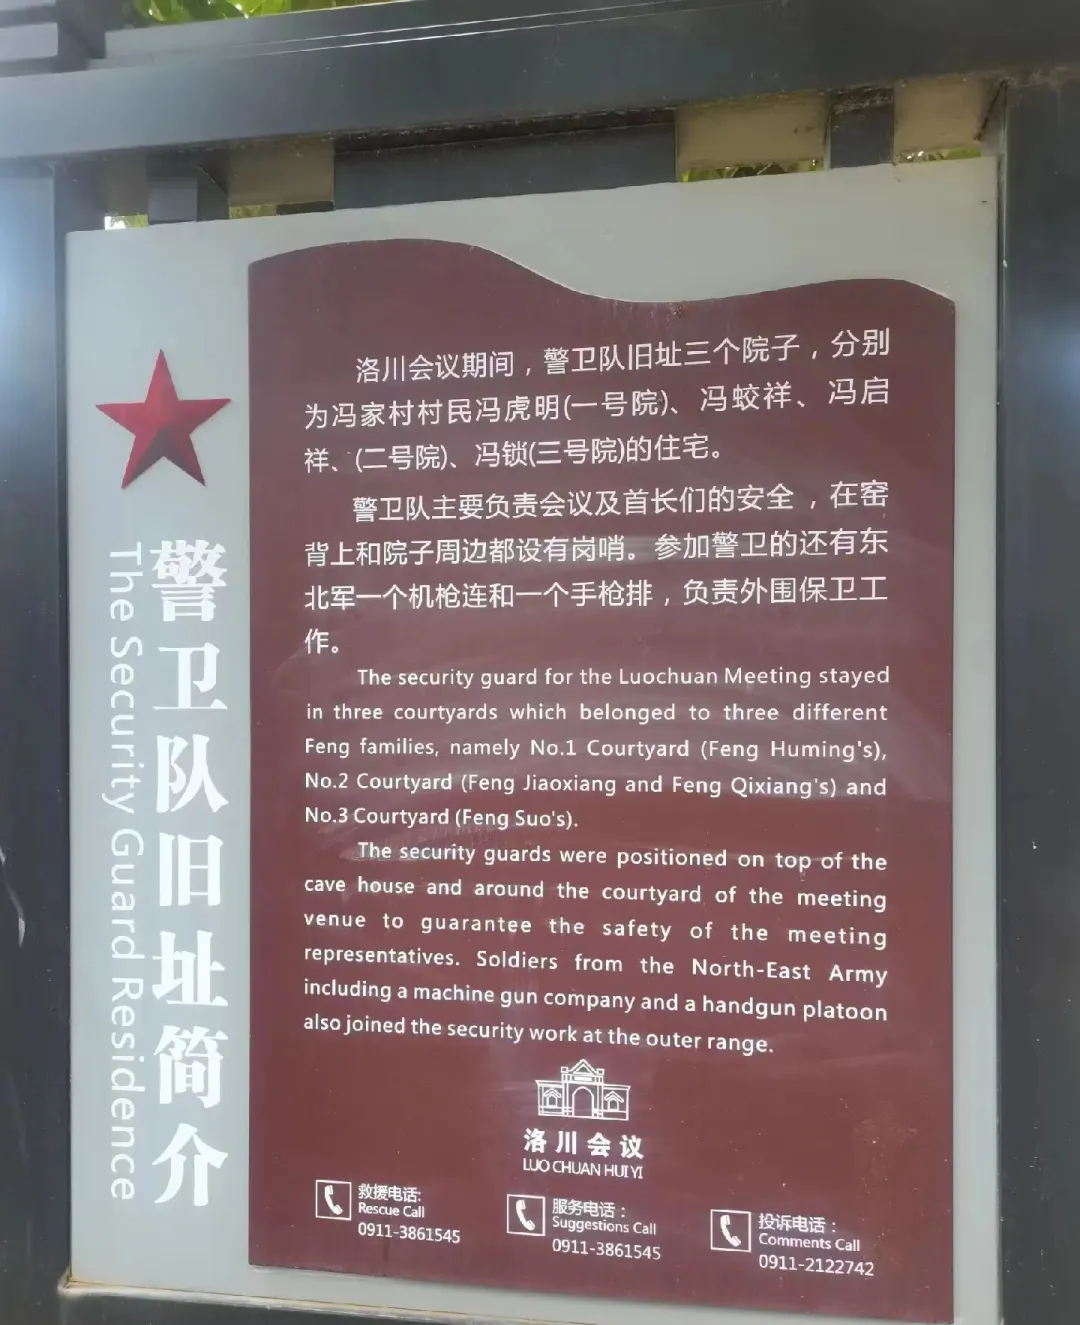 警卫队旧址简介
The Security Guard Residence
洛川会议期间，警卫队旧址三个院子，分别
为冯家村村民冯虎明(一号院)、冯蛟祥、冯启
祥、(二号院)、冯锁(三号院)的住宅。
警卫队主要负责会议及首长们的安全，在窑
背上和院子周边都设有岗哨。参加警卫的还有东
北军一个机枪连和一个手枪排，负责外围保卫工
作。
The security guard for the Luochuan Meeting stayed
in three courtyards which belonged to three different
Feng families, namely No.1 Courtyard (Feng Huming's),
No.2 Courtyard (Feng Jiaoxiang and Feng Qixiang's) and
No.3 Courtyard (Feng Suo's).
The security guards were positioned on top of the
cave house and around the courtyard of the meeting
venue to guarantee the safety of the meeting
representatives. Soldiers from the North-East Army
including a machine gun company and a handgun platoon
also joined the security work at the outer range.
洛川会议
LUO CHUAN HUI YI
救援电话:
Rescue Call
0911-3861545
服务电话：
Suggestions Call
0911-3861545
投诉电话：
Comments Call
0911-2122742